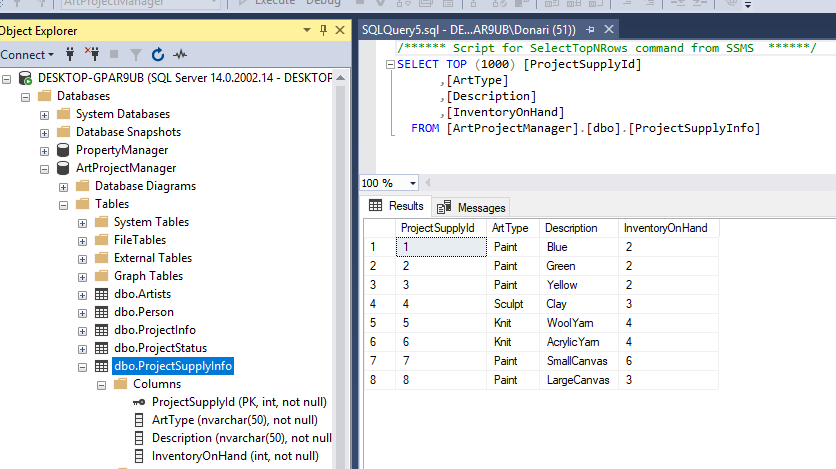 ArtProjectManager
Execute
Debug
Object Explorer
Connect
DESKTOP-GPAR9UB (SQL Server 14.0.2002.14 - DESKTOP
Databases
System Databases
Database Snapshots
PropertyManager
ArtProjectManager
Database Diagrams
Tables
System Tables
FileTables
External Tables
Graph Tables
dbo.Artists
dbo.Person
dbo.ProjectInfo
dbo.ProjectStatus
dbo.ProjectSupplyInfo
Columns
ProjectSupplyId (PK, int, not null)
ArtType (nvarchar(50), not null)
Description (nvarchar(50), not null
InventoryOnHand (int, not null)
SQLQuery5.sql - DE...AR9UB\Donari (51))
/****** Script for SelectTopNRows command from SSMS ******/
SELECT TOP (1000) [ProjectSupplyId]
,[ArtType]
,[Description]
,[InventoryOnHand]
FROM [ArtProjectManager].[dbo].[ProjectSupplyInfo]
100 %
Results Messages
ProjectSupplyId ArtType Description InventoryOnHand
1 1 Paint Blue 2
2 2 Paint Green 2
3 3 Paint Yellow 2
4 4 Sculpt Clay 3
5 5 Knit WoolYarn 4
6 6 Knit AcrylicYarn 4
7 7 Paint SmallCanvas 6
8 8 Paint LargeCanvas 3